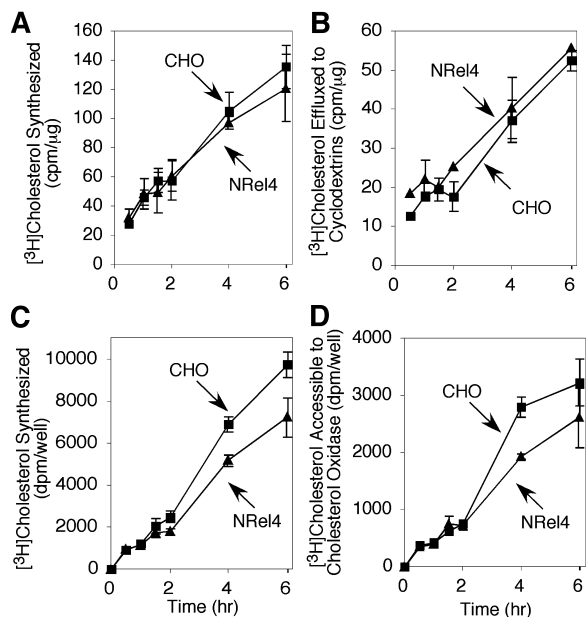 A
[³H]Cholesterol Synthesized
(cpm/µg)
160
140
120
100
80
60
40
20
0
CHO
NRel4
0
2
4
6
B
[³H]Cholesterol Effluxed to
Cyclodextrins (cpm/µg)
60
50
40
30
20
10
0
NRel4
CHO
0
2
4
6
C
[³H]Cholesterol Synthesized
(dpm/well)
10000
8000
6000
4000
2000
0
CHO
NRel4
0
2
4
6
Time (hr)
D
[³H]Cholesterol Accessible to
Cholesterol Oxidase (dpm/well)
4000
3000
2000
1000
0
CHO
NRel4
0
2
4
6
Time (hr)